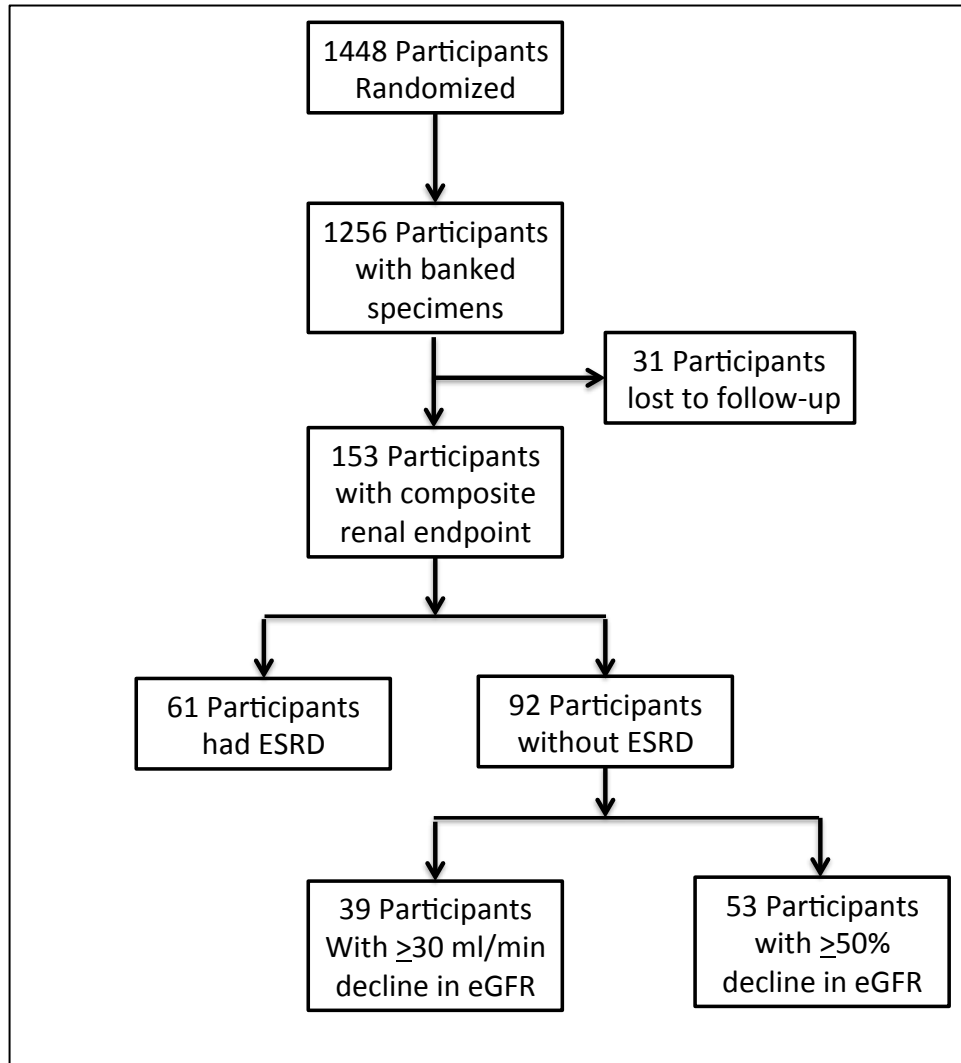 1448 Participants
Randomized
1256 Participants
with banked
specimens
31 Participants
lost to follow-up
153 Participants
with composite
renal endpoint
61 Participants
had ESRD
92 Participants
without ESRD
39 Participants
With ≥30 ml/min
decline in eGFR
53 Participants
with ≥50%
decline in eGFR